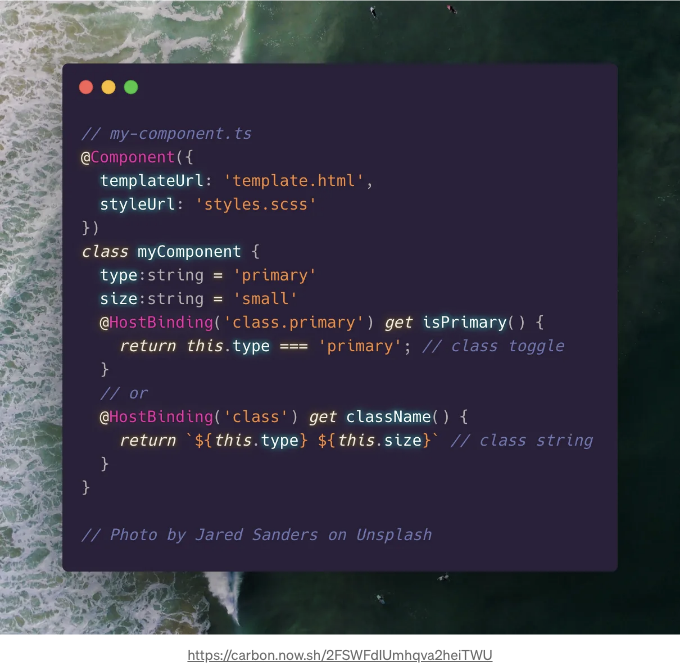 // my-component.ts
@Component({
  templateUrl: 'template.html',
  styleUrl: 'styles.scss'
})
class myComponent {
  type:string = 'primary'
  size:string = 'small'
  @HostBinding('class.primary') get isPrimary() {
    return this.type === 'primary'; // class toggle
  }
  // or
  @HostBinding('class') get className() {
    return `${this.type} ${this.size}` // class string
  }
}
// Photo by Jared Sanders on Unsplash
https://carbon.now.sh/2FSWFdIUmhqva2heiTWU